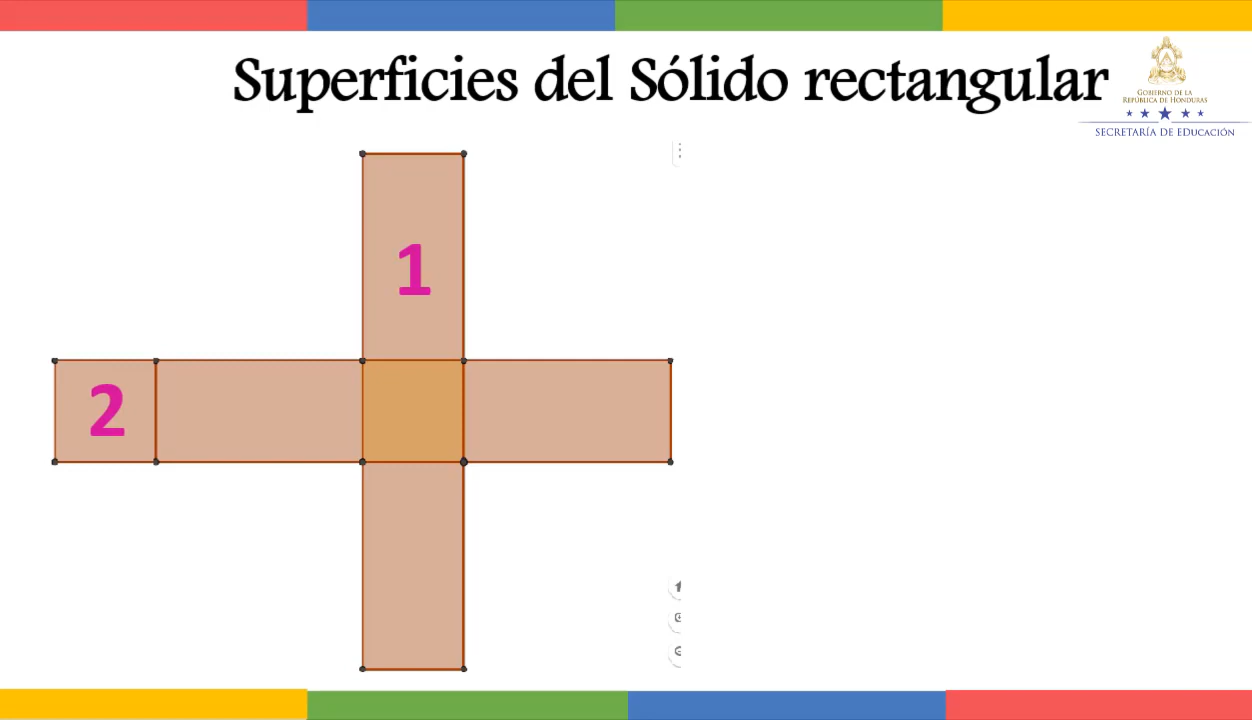 Superficies del Sólido rectangular
GOBIERNO DE LA
REPÚBLICA DE HONDURAS
SECRETARÍA DE EDUCACIÓN
1
2